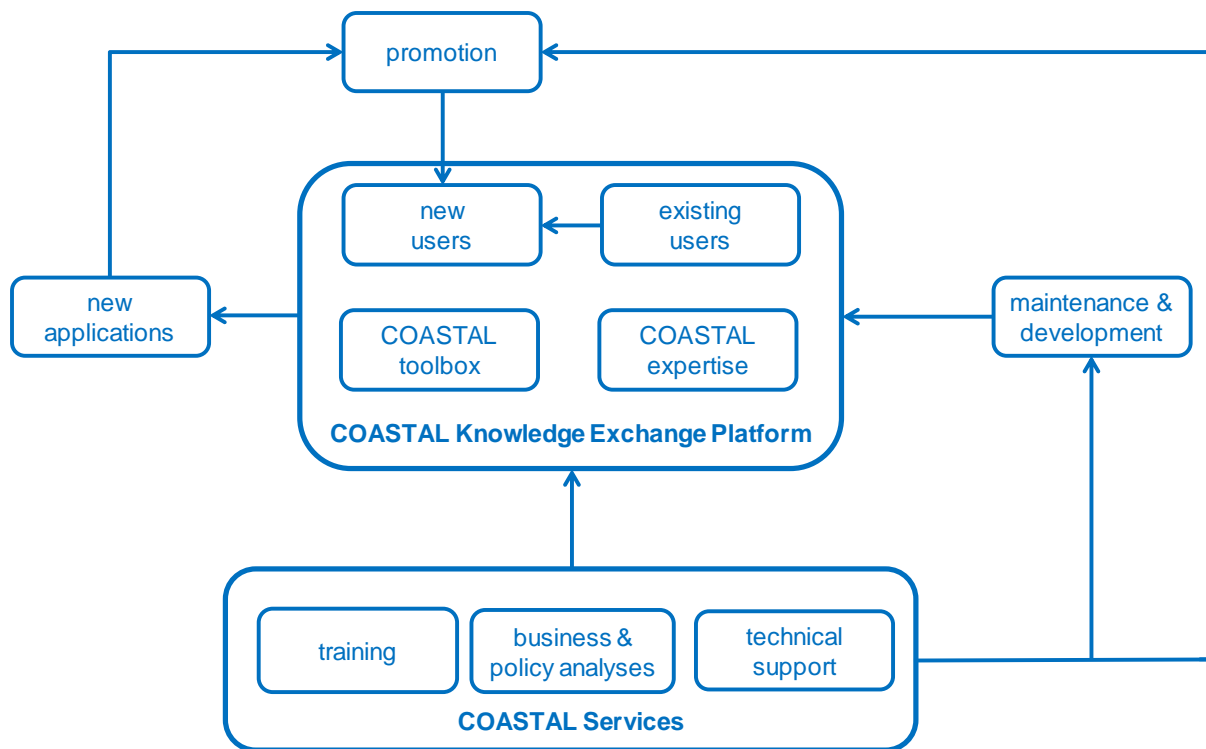 promotion
new
users
existing
users
new
applications
COASTAL
toolbox
COASTAL
expertise
maintenance &
development
COASTAL Knowledge Exchange Platform
training
business &
policy analyses
technical
support
COASTAL Services